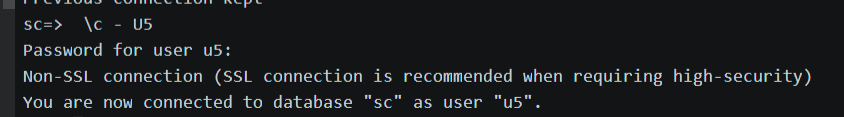 Previous connection kept
sc=>  \c - U5
Password for user u5:
Non-SSL connection (SSL connection is recommended when requiring high-security)
You are now connected to database "sc" as user "u5".